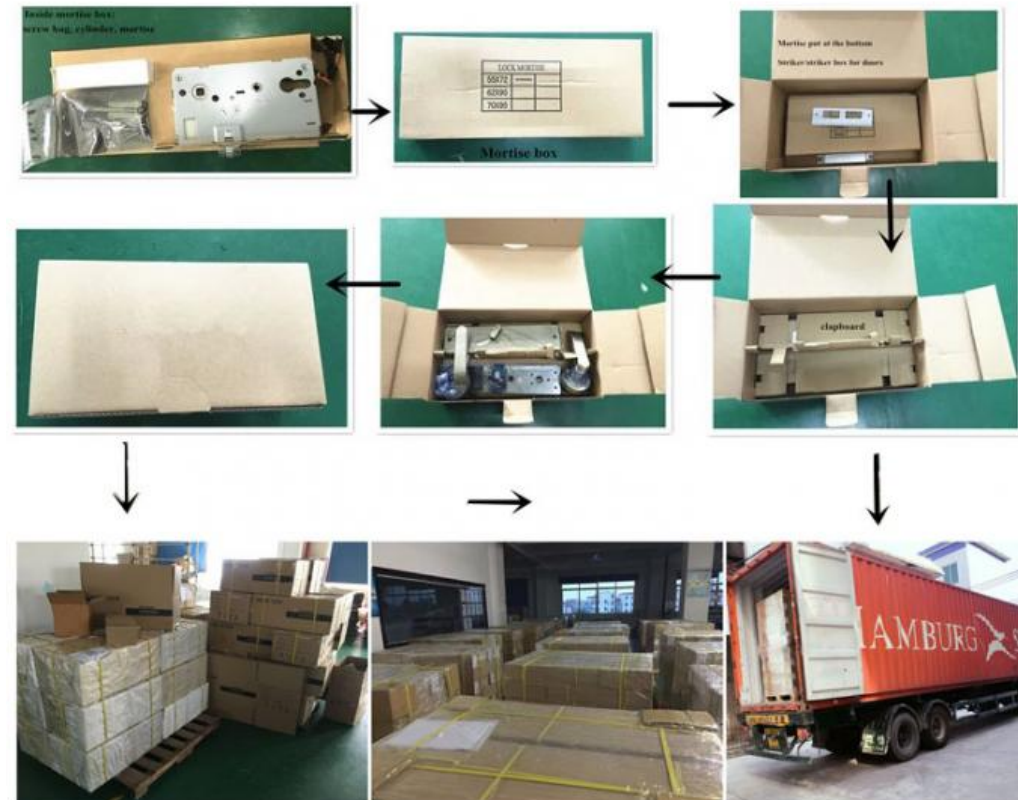 Inside mortise box:
screw bag, cylinder, mortise
LOCK MORTISE
55X72
62X90
70X90
Mortise box
Mortise put at the bottom
Striker/striker box for doors
clapboard
HAMBURG S